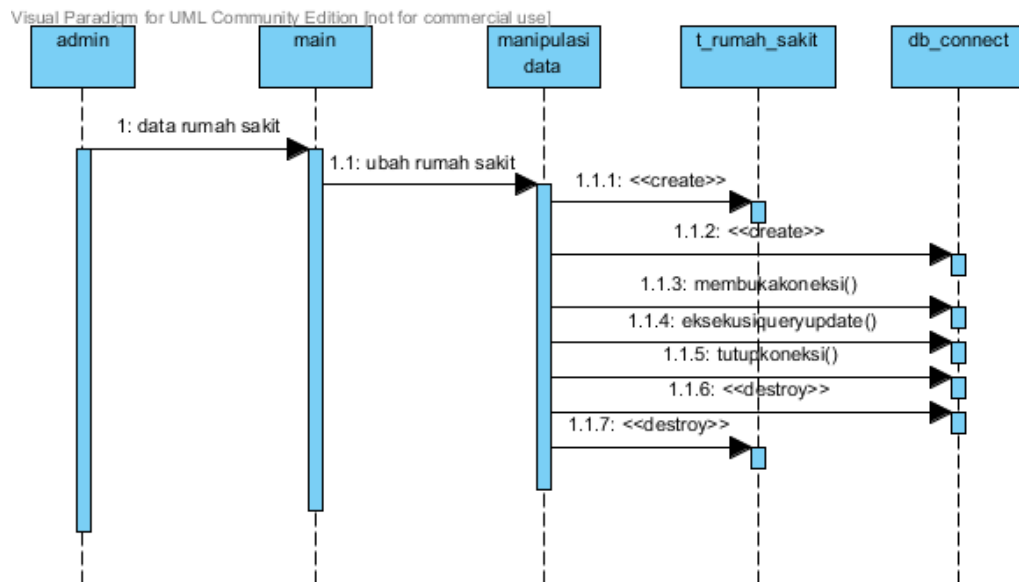 Visual Paradigm for UML Community Edition [not for commercial use]
admin
main
manipulasi
data
t_rumah_sakit
db_connect
1: data rumah sakit
1.1: ubah rumah sakit
1.1.1: <<create>>
1.1.2: <<create>>
1.1.3: membukakoneksi()
1.1.4: eksekusiqueryupdate()
1.1.5: tutupkoneksi()
1.1.6: <<destroy>>
1.1.7: <<destroy>>